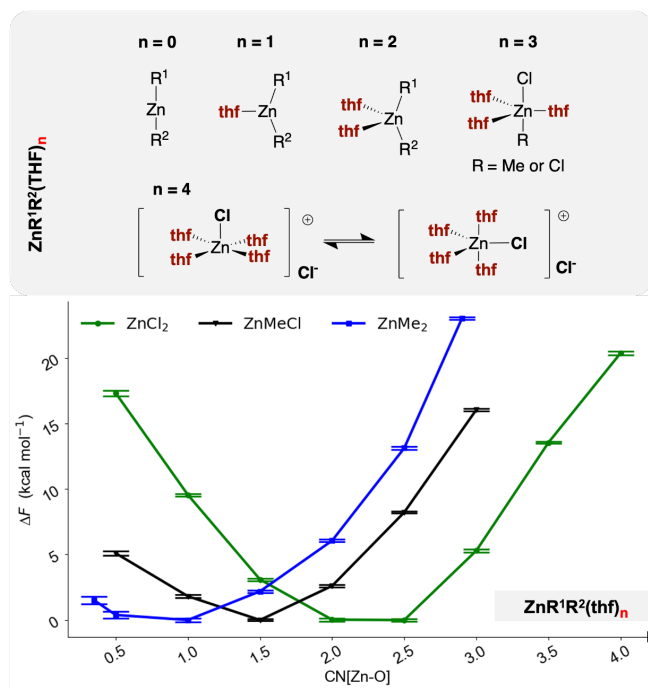 n=0 n=1 n=2 n=3
R¹ Zn R²
thf Zn R¹ R²
thf thf Zn R¹ R²
Cl thf thf Zn thf R
R = Me or Cl
ZnR¹R²(THF)n
n=4
Cl thf thf Zn thf thf ⊕ Cl⁻
thf thf Zn Cl thf thf ⊕ Cl⁻
ZnCl₂ ZnMeCl ZnMe₂
20
15
10
5
0
ΔF (kcal mol⁻¹)
ZnR¹R²(thf)n
0.5 1.0 1.5 2.0 2.5 3.0 3.5 4.0
CN[Zn-O]